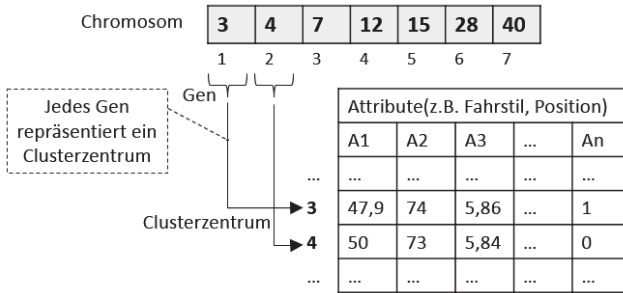 Chromosom 3 4 7 12 15 28 40
1 2 3 4 5 6 7
Gen
Jedes Gen
repräsentiert ein
Clusterzentrum
Attribute(z.B. Fahrstil, Position)
A1 A2 A3 ... An
... ... ... ... ... ...
3 47,9 74 5,86 ... 1
Clusterzentrum
4 50 73 5,84 ... 0
... ... ... ... ... ...